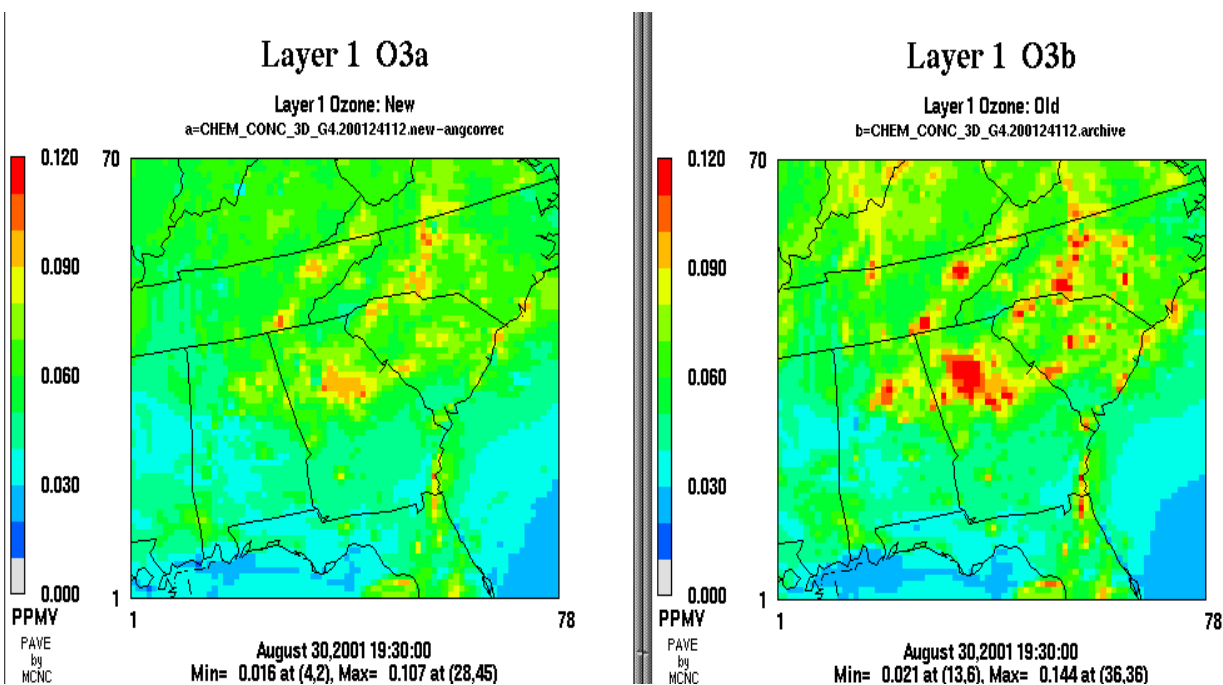 Layer 1 O3a
Layer 1 Ozone: New
a=CHEM_CONC_3D_G4.200124112.new-angcorrec
0.120
0.090
0.060
0.030
0.000
PPMV
PAVE
by
MCNC
70
1
1
78
August 30,2001 19:30:00
Min= 0.016 at (4,2), Max= 0.107 at (28,45)
Layer 1 O3b
Layer 1 Ozone: Old
b=CHEM_CONC_3D_G4.200124112.archive
0.120
0.090
0.060
0.030
0.000
PPMV
PAVE
by
MCNC
70
1
1
78
August 30,2001 19:30:00
Min= 0.021 at (13,6), Max= 0.144 at (36,36)